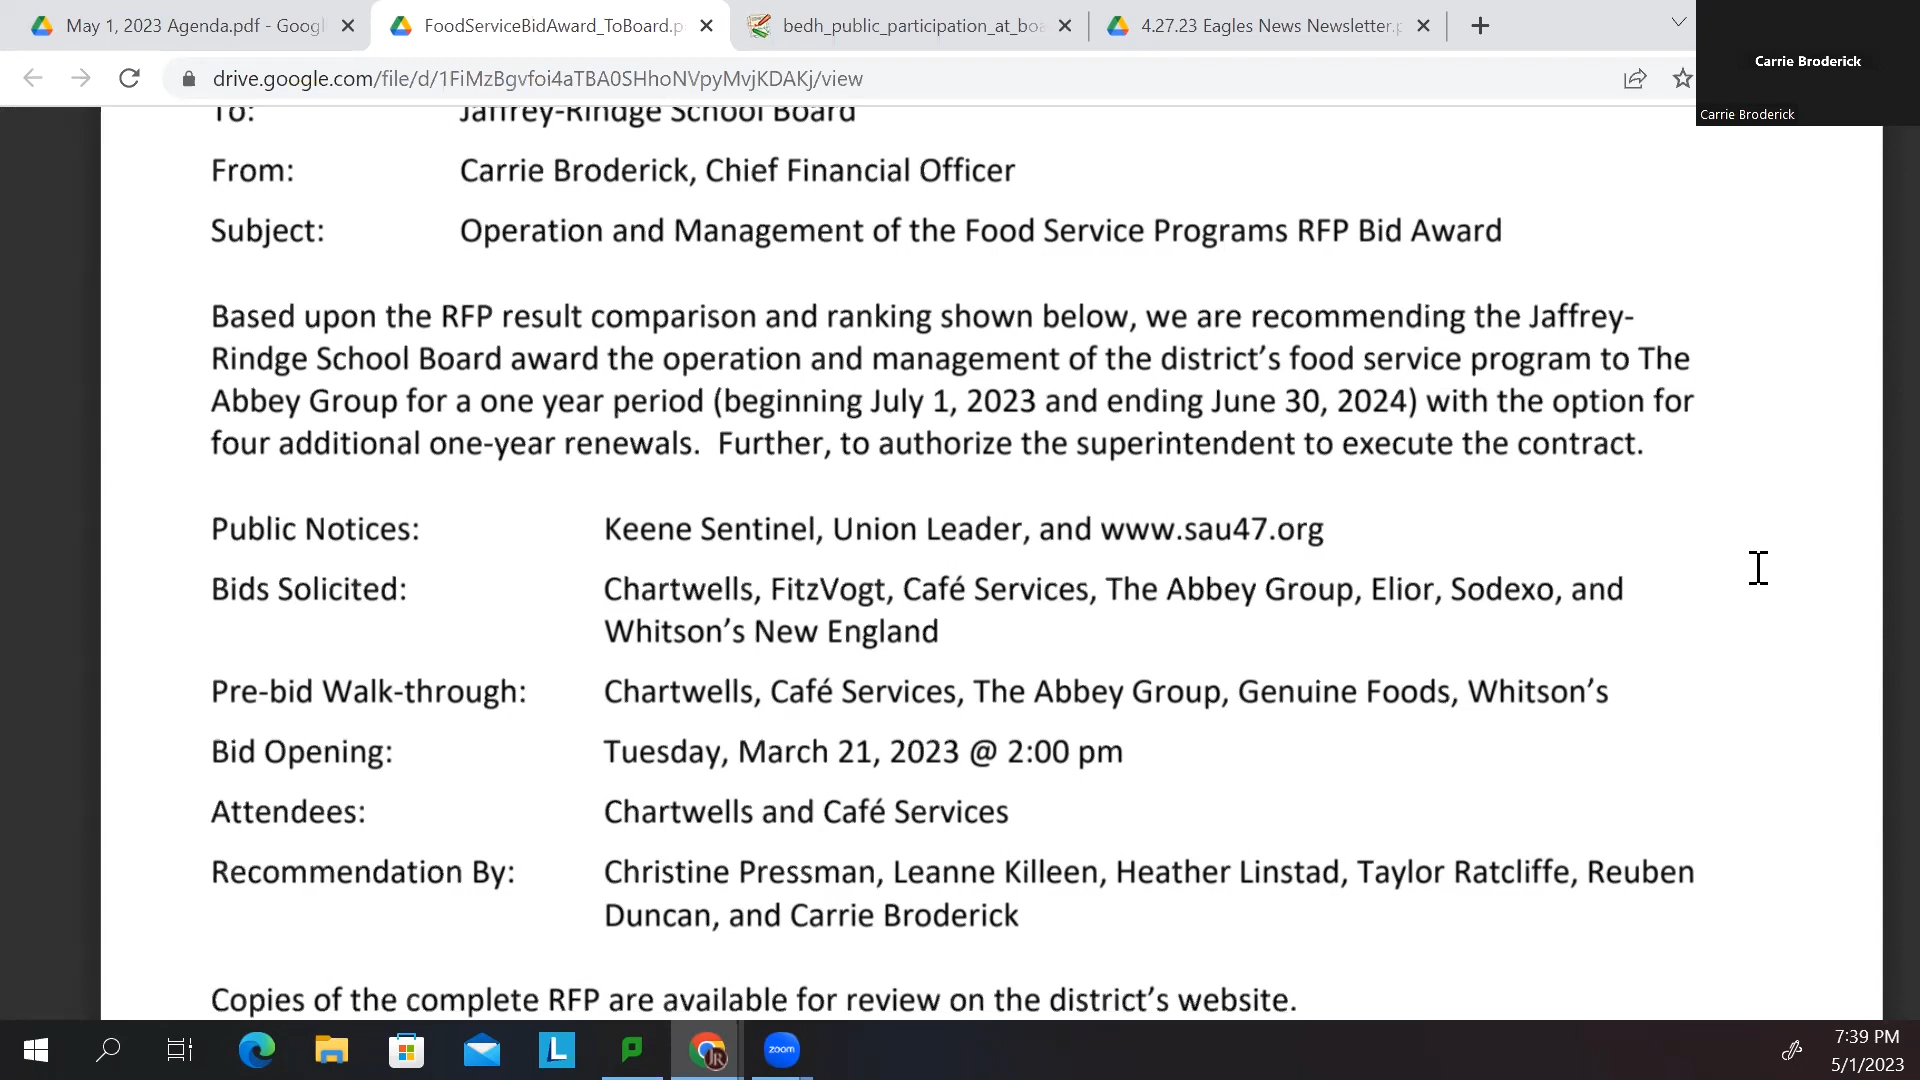 May 1, 2023 Agenda.pdf - Googl
FoodServiceBidAward_ToBoard.p
bedh_public_participation_at_boa
4.27.23 Eagles News Newsletter.p
drive.google.com/file/d/1FiMzBgvfoi4aTBA0SHhoNVpyMvjKDAKj/view
Carrie Broderick
Carrie Broderick
To: Jaffrey-Rindge School Board
From: Carrie Broderick, Chief Financial Officer
Subject: Operation and Management of the Food Service Programs RFP Bid Award
Based upon the RFP result comparison and ranking shown below, we are recommending the Jaffrey-
Rindge School Board award the operation and management of the district’s food service program to The
Abbey Group for a one year period (beginning July 1, 2023 and ending June 30, 2024) with the option for
four additional one-year renewals. Further, to authorize the superintendent to execute the contract.
Public Notices: Keene Sentinel, Union Leader, and www.sau47.org
Bids Solicited: Chartwells, FitzVogt, Café Services, The Abbey Group, Elior, Sodexo, and
Whitson’s New England
Pre-bid Walk-through: Chartwells, Café Services, The Abbey Group, Genuine Foods, Whitson’s
Bid Opening: Tuesday, March 21, 2023 @ 2:00 pm
Attendees: Chartwells and Café Services
Recommendation By: Christine Pressman, Leanne Killeen, Heather Linstad, Taylor Ratcliffe, Reuben
Duncan, and Carrie Broderick
Copies of the complete RFP are available for review on the district’s website.
L
JR
zoom
7:39 PM
5/1/2023